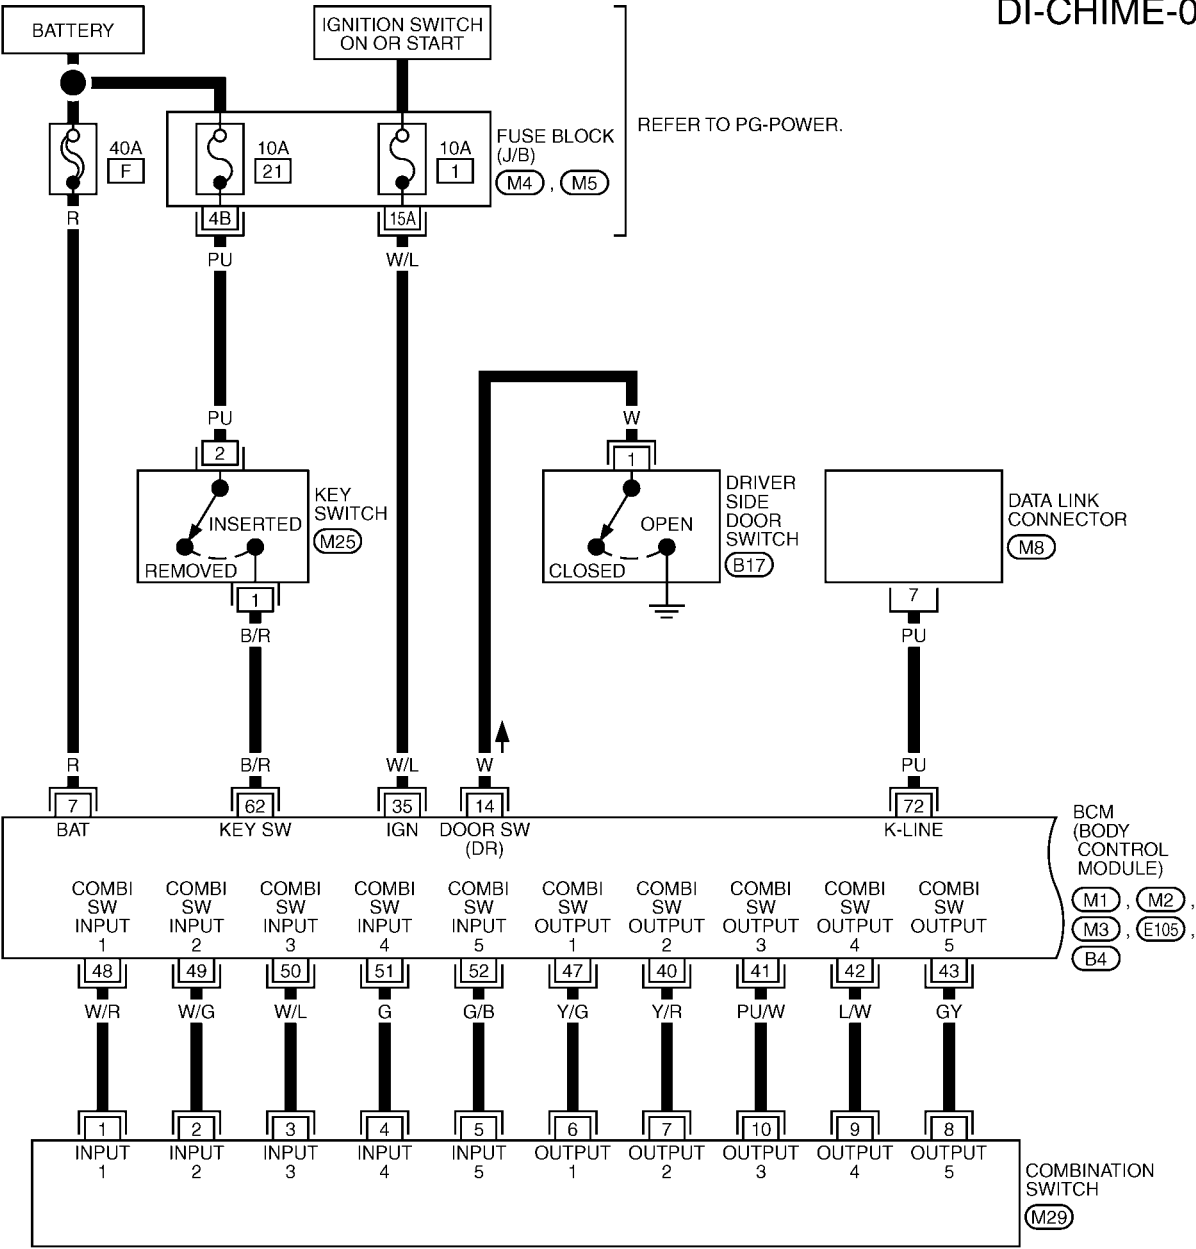 DI-CHIME-0
BATTERY
IGNITION SWITCH
ON OR START
REFER TO PG-POWER.
40A
F
10A
21
10A
1
FUSE BLOCK
(J/B)
M4 , M5
R
4B
15A
PU
W/L
PU
W
2
1
KEY
SWITCH
M25
INSERTED
REMOVED
DRIVER
SIDE
DOOR
SWITCH
B17
OPEN
CLOSED
DATA LINK
CONNECTOR
M8
1
7
B/R
PU
R
B/R
W/L
W
PU
7
62
35
14
72
BAT
KEY SW
IGN
DOOR SW
(DR)
K-LINE
BCM
(BODY
CONTROL
MODULE)
M1 , M2 ,
M3 , E105 ,
B4
COMBI COMBI COMBI COMBI COMBI COMBI COMBI COMBI COMBI COMBI
SW SW SW SW SW SW SW SW SW SW
INPUT INPUT INPUT INPUT INPUT OUTPUT OUTPUT OUTPUT OUTPUT OUTPUT
1 2 3 4 5 1 2 3 4 5
48 49 50 51 52 47 40 41 42 43
W/R W/G W/L G G/B Y/G Y/R PU/W L/W GY
1 2 3 4 5 6 7 10 9 8
INPUT INPUT INPUT INPUT INPUT OUTPUT OUTPUT OUTPUT OUTPUT OUTPUT
1 2 3 4 5 1 2 3 4 5
COMBINATION
SWITCH
M29